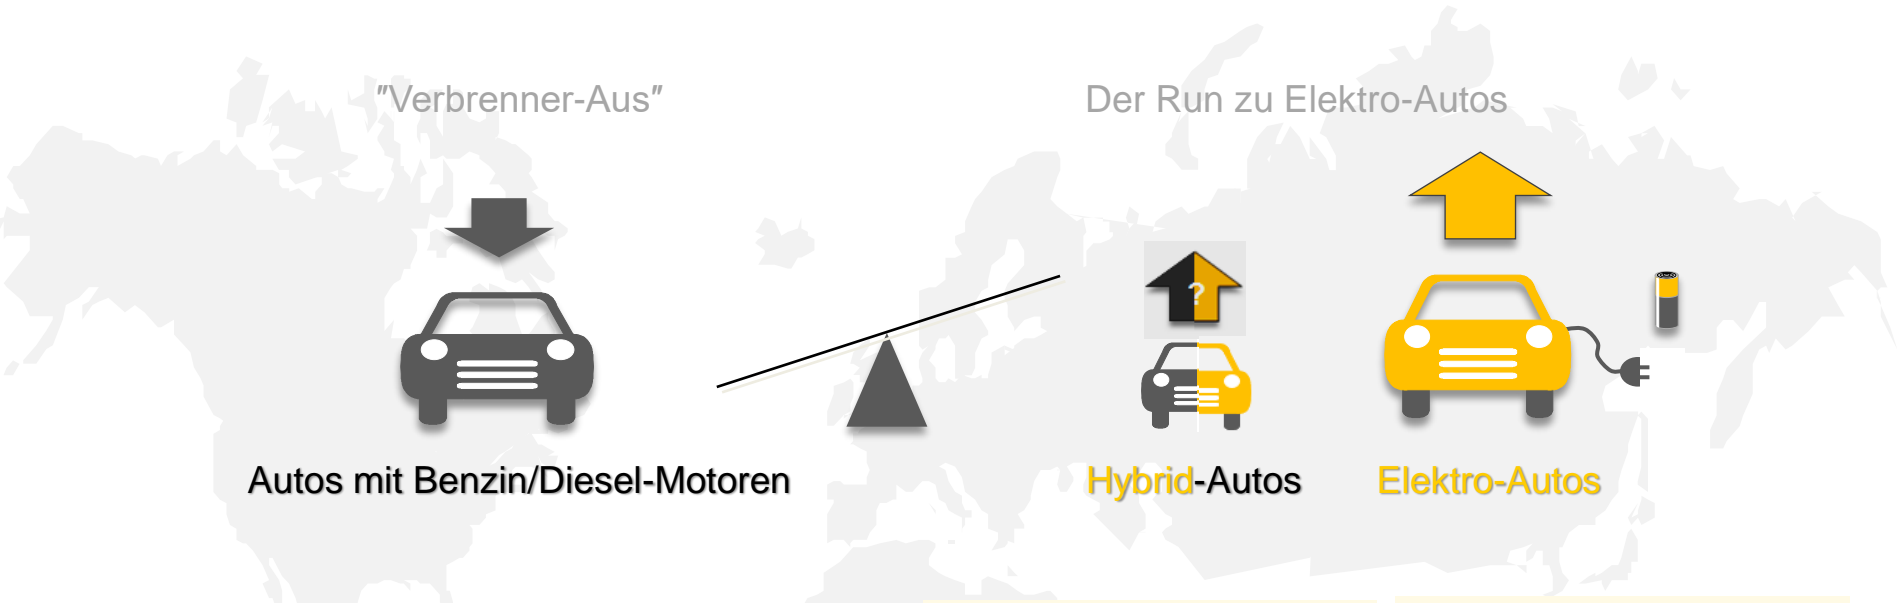 "Verbrenner-Aus"
Der Run zu Elektro-Autos
?
Autos mit Benzin/Diesel-Motoren
Hybrid-Autos
Elektro-Autos